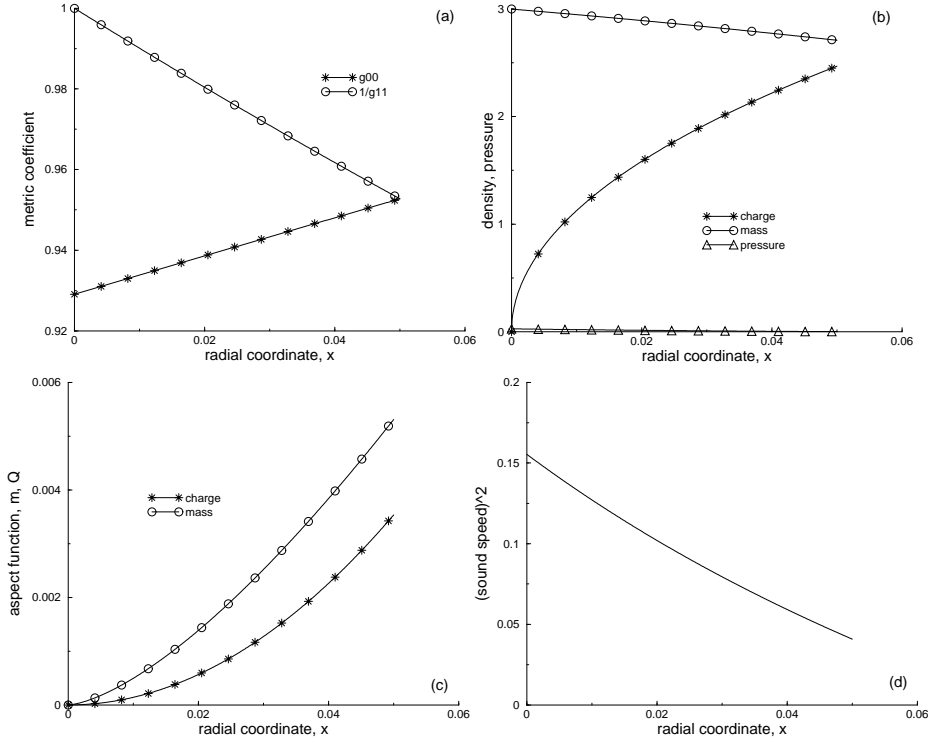 (a)
1
0.98
0.96
0.94
0.92
metric coefficient
g00
1/g11
0
0.02
0.04
0.06
radial coordinate, x
(b)
3
2
1
0
density, pressure
charge
mass
pressure
0
0.02
0.04
0.06
radial coordinate, x
0.006
0.004
0.002
0
aspect function, m, Q
charge
mass
(c)
0
0.02
0.04
0.06
radial coordinate, x
0.2
0.15
0.1
0.05
0
(sound speed)^2
(d)
0
0.02
0.04
0.06
radial coordinate, x